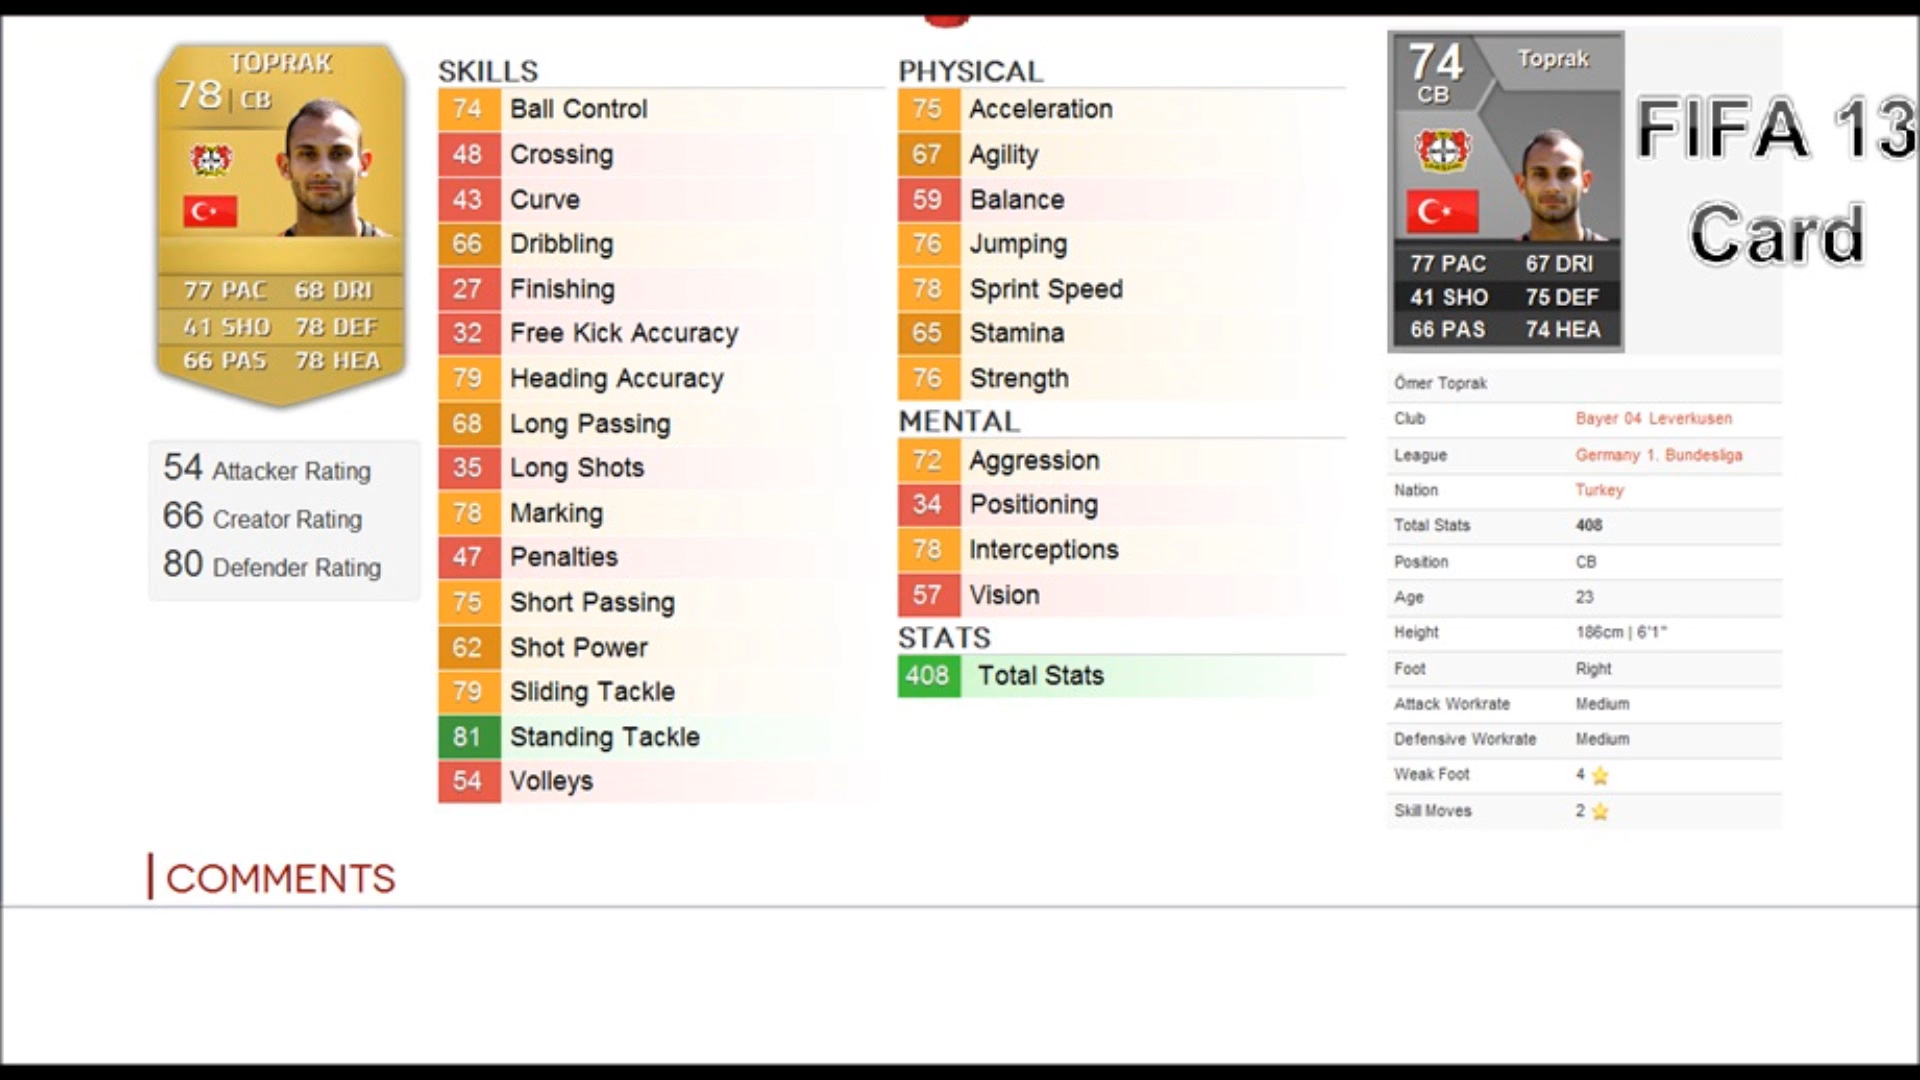 TOPRAK
78 | CB
77 PAC 68 DRI
41 SHO 78 DEF
66 PAS 78 HEA
54 Attacker Rating
66 Creator Rating
80 Defender Rating
SKILLS
74 Ball Control
48 Crossing
43 Curve
66 Dribbling
27 Finishing
32 Free Kick Accuracy
79 Heading Accuracy
68 Long Passing
35 Long Shots
78 Marking
47 Penalties
75 Short Passing
62 Shot Power
79 Sliding Tackle
81 Standing Tackle
54 Volleys
PHYSICAL
75 Acceleration
67 Agility
59 Balance
76 Jumping
78 Sprint Speed
65 Stamina
76 Strength
MENTAL
72 Aggression
34 Positioning
78 Interceptions
57 Vision
STATS
408 Total Stats
74 Toprak
CB
77 PAC 67 DRI
41 SHO 75 DEF
66 PAS 74 HEA
FIFA 13
Card
Ömer Toprak
Club Bayer 04 Leverkusen
League Germany 1. Bundesliga
Nation Turkey
Total Stats 408
Position CB
Age 23
Height 186cm | 6'1"
Foot Right
Attack Workrate Medium
Defensive Workrate Medium
Weak Foot 4
Skill Moves 2
COMMENTS